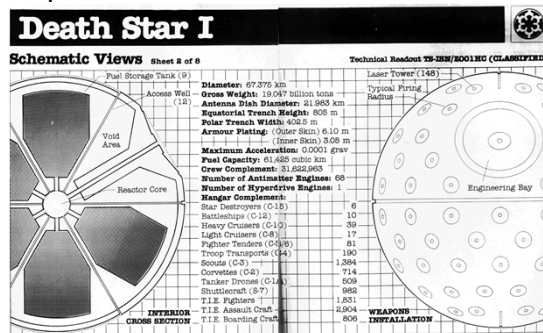 Death Star I
Schematic Views Sheet 2 of 8
Technical Readout TS-ISN/Z001HC (CLASSIFIED
Fuel Storage Tank (9)
Access Well (12)
Void Area
Reactor Core
INTERIOR CROSS SECTION
Diameter: 67.375 km
Gross Weight: 19.047 billion tons
Antenna Dish Diameter: 21.983 km
Equatorial Trench Height: 805 m
Polar Trench Width: 402.5 m
Armour Plating: (Outer Skin) 6.10 m
(Inner Skin) 3.05 m
Maximum Acceleration: 0.0001 grav
Fuel Capacity: 61,425 cubic km
Crew Complement: 31,622,963
Number of Antimatter Engines: 68
Number of Hyperdrive Engines: 1
Hangar Complement:
Star Destroyers (C-15) 6
Battleships (C-12) 10
Heavy Cruisers (C-10) 39
Light Cruisers (C-8) 17
Fighter Tenders 81
Troop Transports 190
Scouts (C-3) 1,384
Corvettes (C-2) 714
Tanker Drones 509
Shuttlecraft (S-7) 982
T.I.E. Fighters 1,831
T.I.E. Assault Craft 2,904
T.I.E. Boarding Craft 806
Laser Tower (148)
Typical Firing Radius
Engineering Bay
WEAPONS INSTALLATION